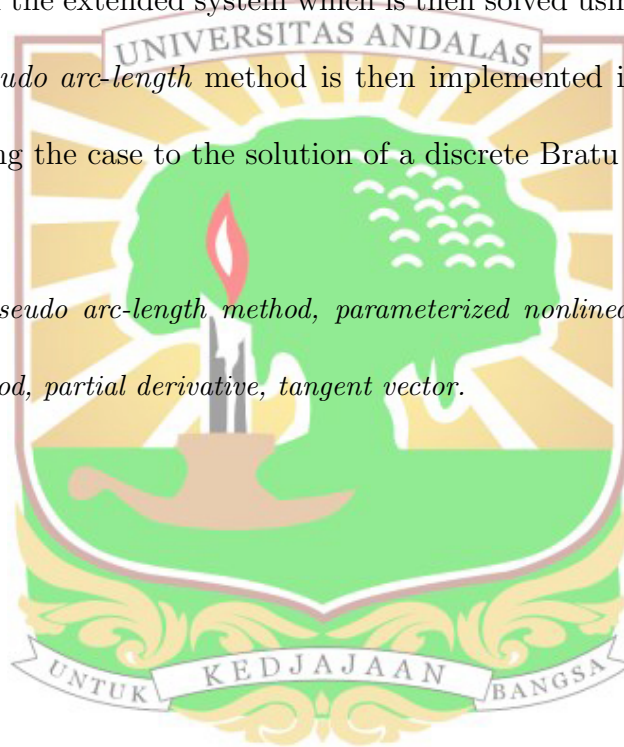 the extended system which is then solved usin
UNIVERSITAS ANDALAS
udo arc-length method is then implemented i
ng the case to the solution of a discrete Bratu
seudo arc-length method, parameterized nonlinea
od, partial derivative, tangent vector.
UNTUK KEDJAJAAN BANGSA